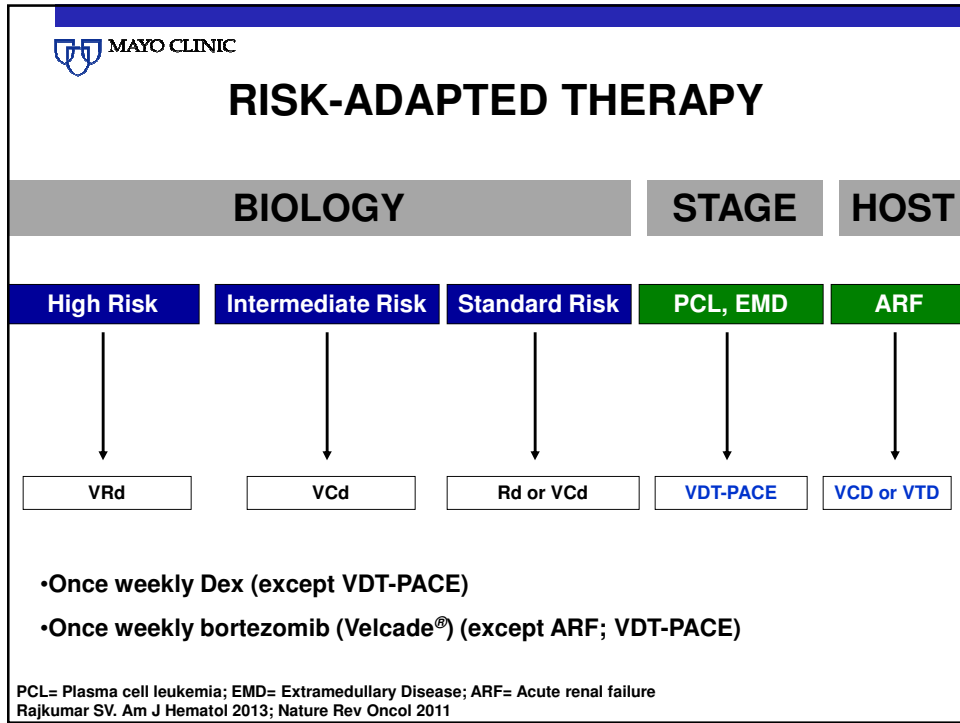 MAYO CLINIC
RISK-ADAPTED THERAPY
BIOLOGY STAGE HOST
High Risk Intermediate Risk Standard Risk PCL, EMD ARF
VRd VCd Rd or VCd VDT-PACE VCD or VTD
•Once weekly Dex (except VDT-PACE)
•Once weekly bortezomib (Velcade®) (except ARF; VDT-PACE)
PCL= Plasma cell leukemia; EMD= Extramedullary Disease; ARF= Acute renal failure
Rajkumar SV. Am J Hematol 2013; Nature Rev Oncol 2011